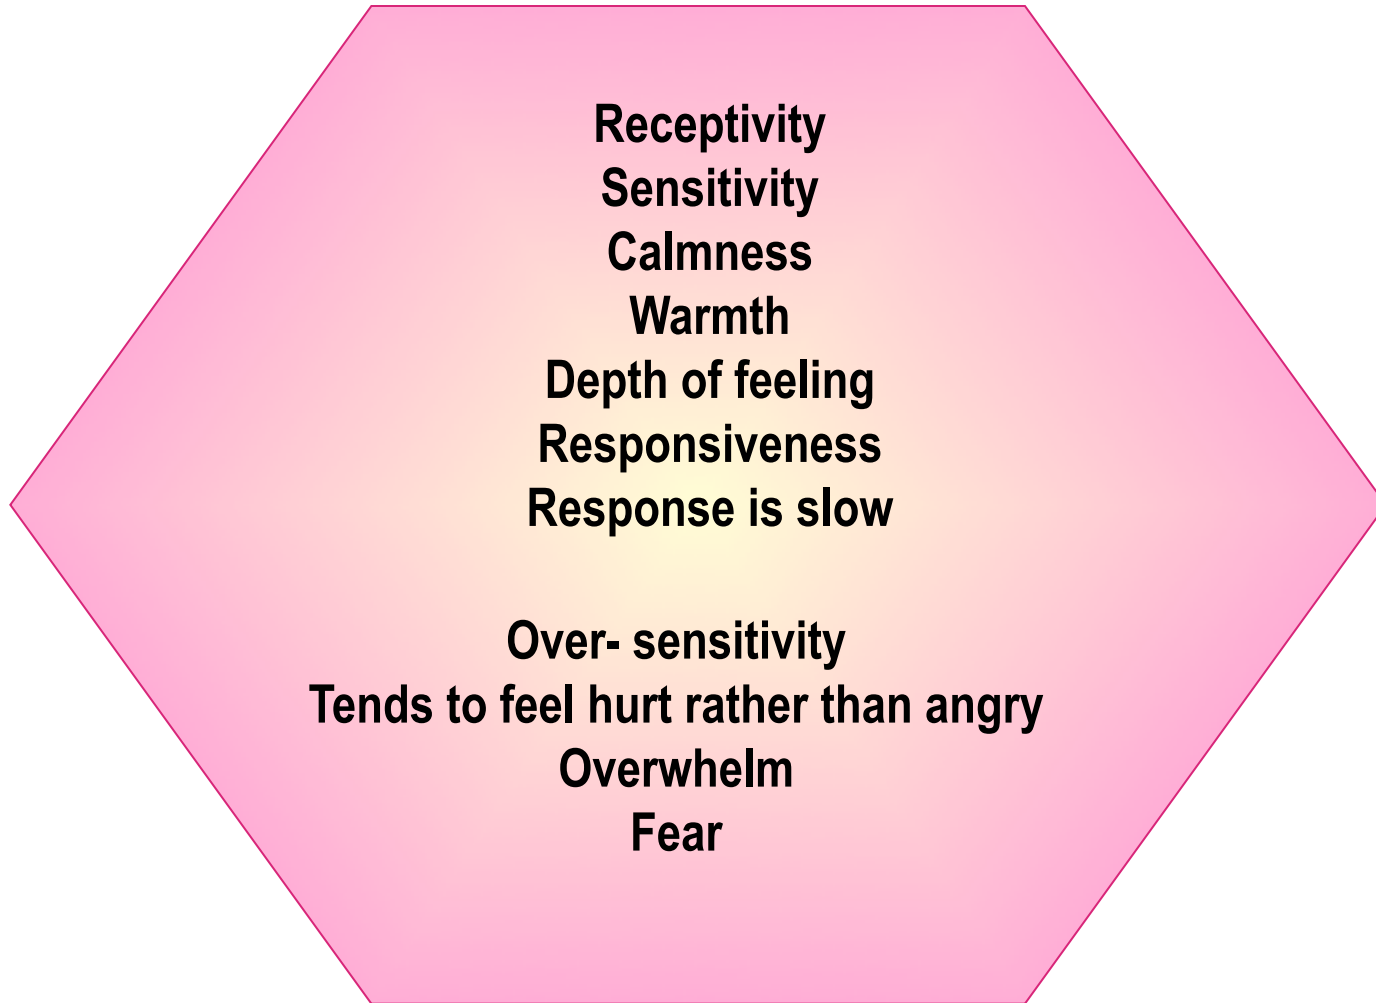 Receptivity
Sensitivity
Calmness
Warmth
Depth of feeling
Responsiveness
Response is slow
Over- sensitivity
Tends to feel hurt rather than angry
Overwhelm
Fear